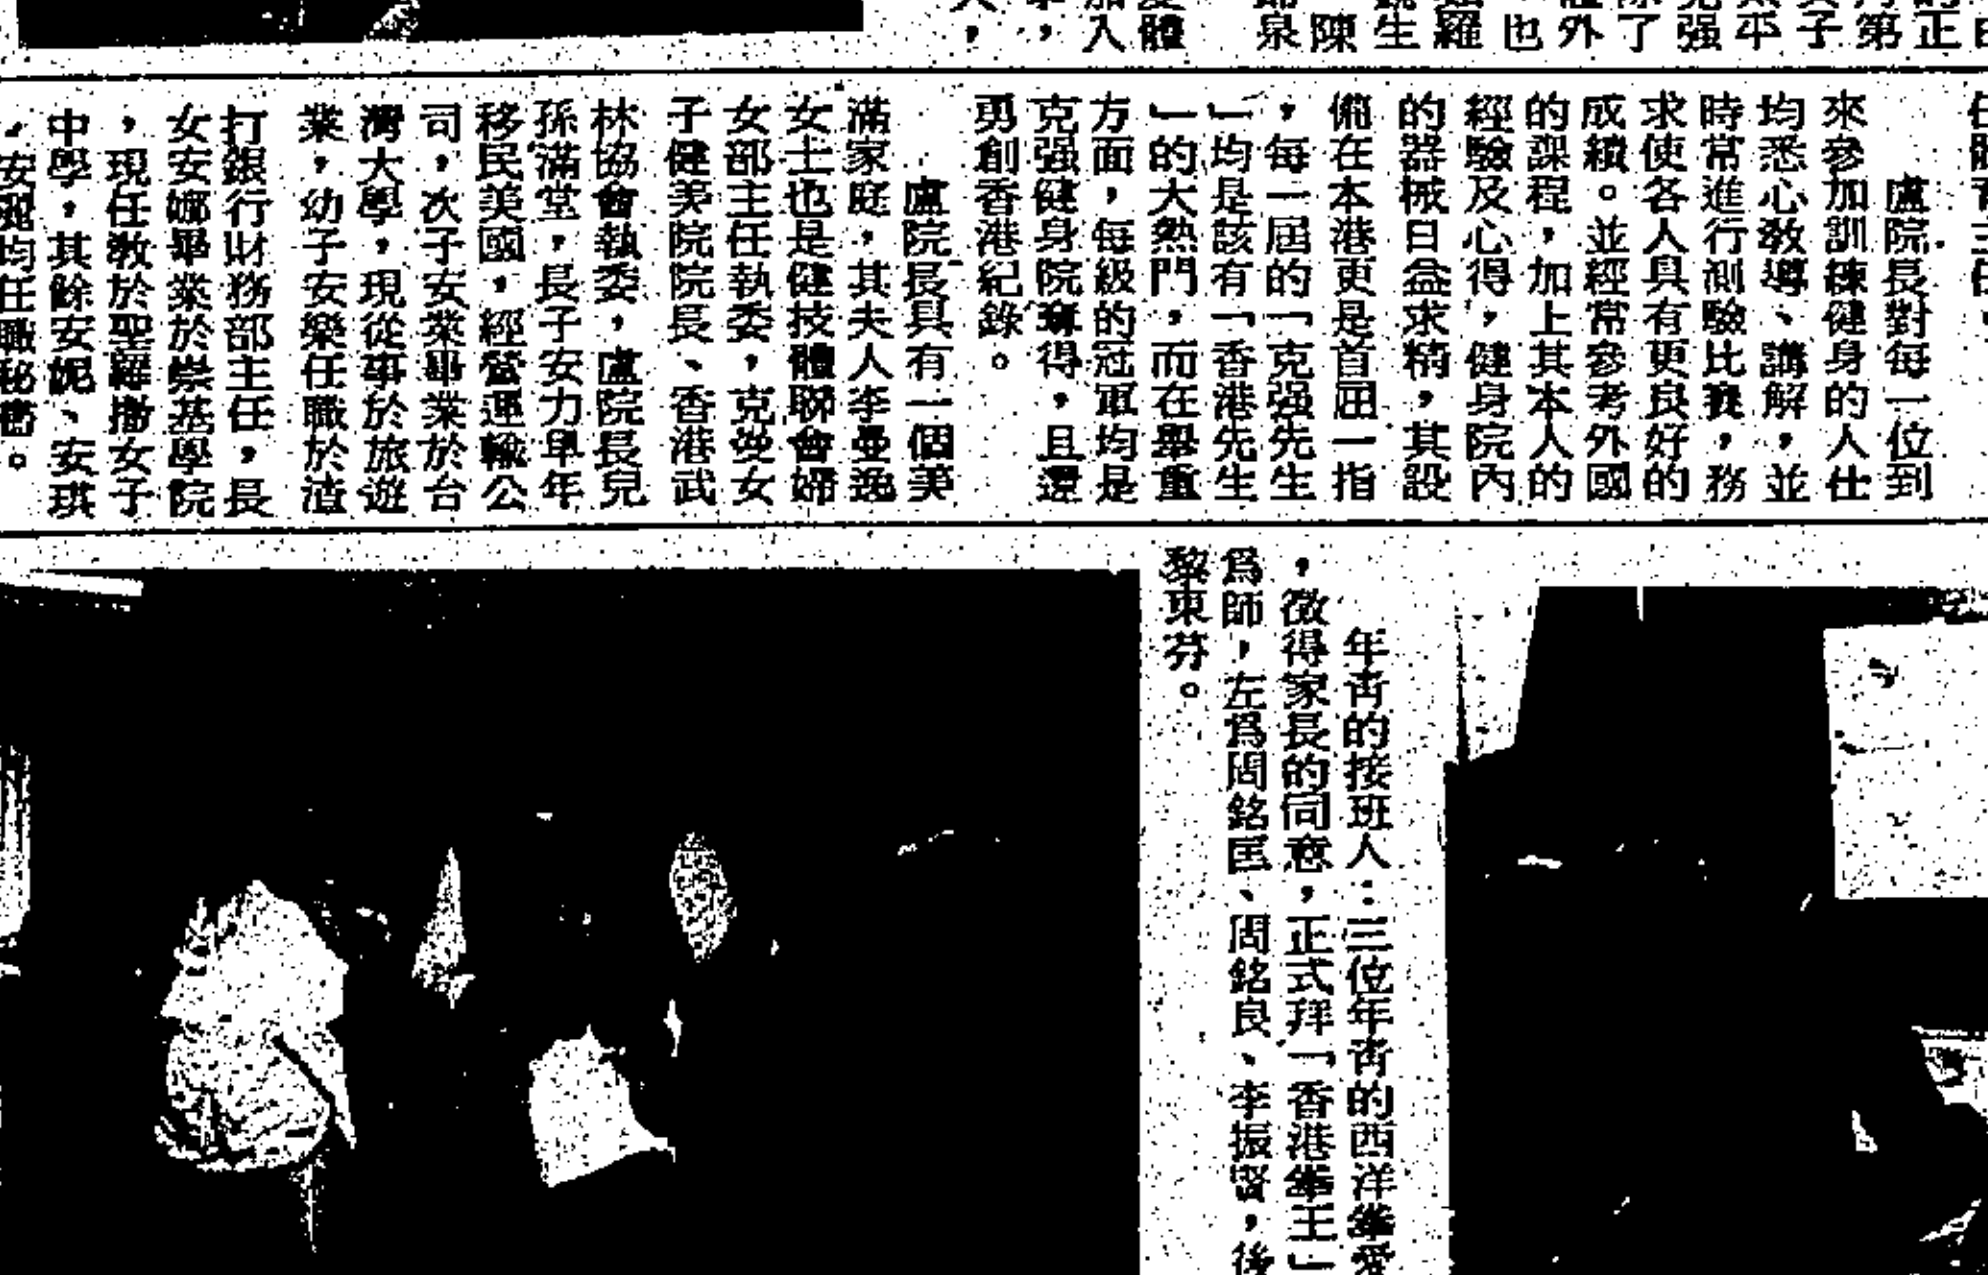 盧院長對每一位到
來參加訓練健身的人仕
均悉心教導、講解，並
時常進行測驗比賽，務
求使各人具有更良好的
成績。並經常參考外國
的課程，加上其本人的
經驗及心得，健身院內
的器械日益求精，其設
備在本港更是首屈一指
，每一屆的「克强先生
」均是該有「香港先生
」的大熱門，而在舉重
方面，每級的冠軍均是
克强健身院奪得，且還
勇創香港紀錄。
盧院長具有一個美
滿家庭，其夫人李曼逸
女士也是健技體聯會婦
女部主任執委，克曼女
子健美院院長、香港武
林協會執委，盧院長兒
孫滿堂，長子安力早年
移民美國，經營運輸公
司，次子安業畢業於台
灣大學，現從事於旅遊
業，幼子安樂任職於渣
打銀行財務部主任，長
女安娜畢業於崇基學院
，現任教於聖羅撒女子
中學，其餘安妮、安琪
、安均任職秘書。
年靑的接班人：三位年靑的西洋拳愛
，徵得家長的同意，正式拜「香港拳王」
爲師，左爲周銘匡、周銘良、李振，後
黎東芬。